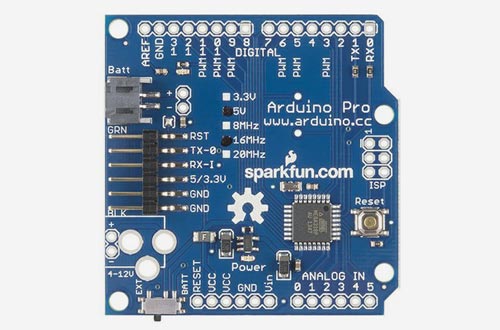 AREF
GND
13
12
11 PWM
10 PWM
9 PWM
8
DIGITAL
7
6 PWM
5 PWM
4
3 PWM
2
TX 1
RX 0
Batt
+
-
3.3V
5V
8MHz
16MHz
20MHz
Arduino Pro
www.arduino.cc
GRN
RST
TX-O
RX-I
5/3.3V
GND
GND
BLK
sparkfun.com
1
ISP
Reset
+
-
4-12V
EXT
BATT
Power
RESET
VCC
VCC
GND
Vin
ANALOG IN
0 1 2 3 4 5